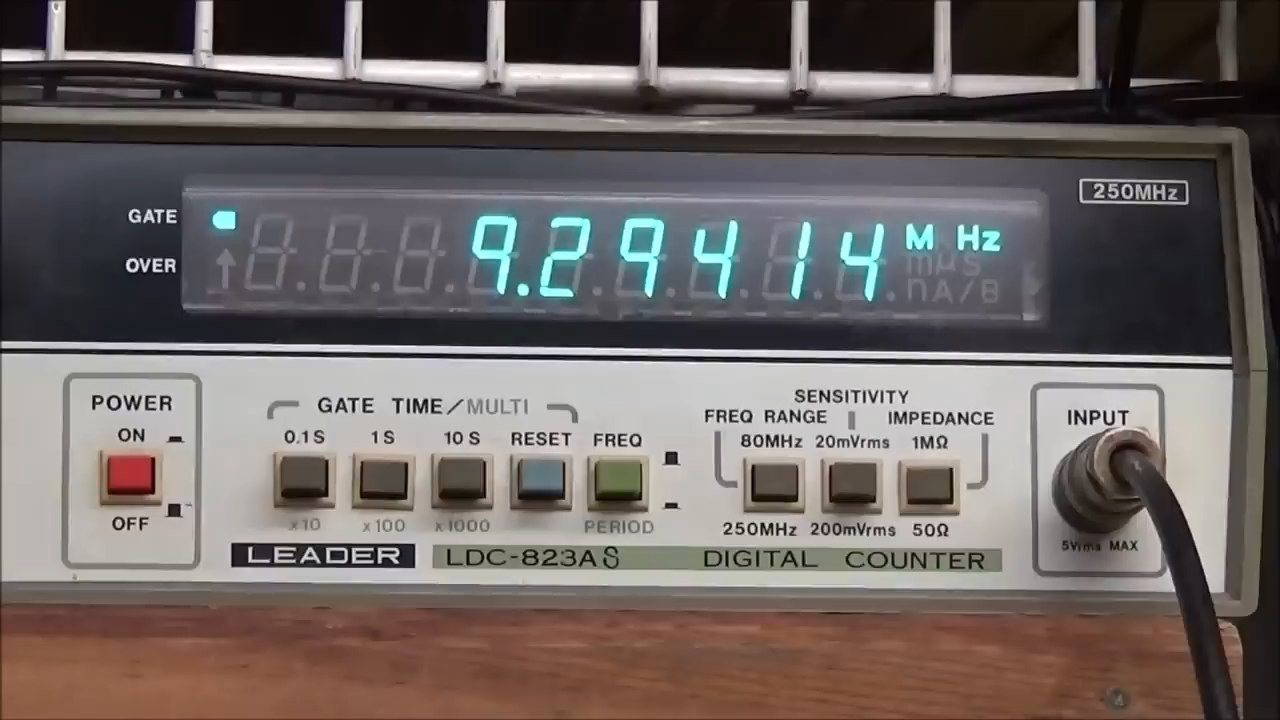 250MHz
GATE
OVER
9.29414 M Hz
mμs
nA/B
POWER
ON
OFF
GATE TIME/MULTI
0.1S 1S 10S RESET FREQ
x10 x100 x1000 PERIOD
SENSITIVITY
FREQ RANGE IMPEDANCE
80MHz 20mVrms 1MΩ
250MHz 200mVrms 50Ω
INPUT
5Vrms MAX
LEADER LDC-823A S DIGITAL COUNTER